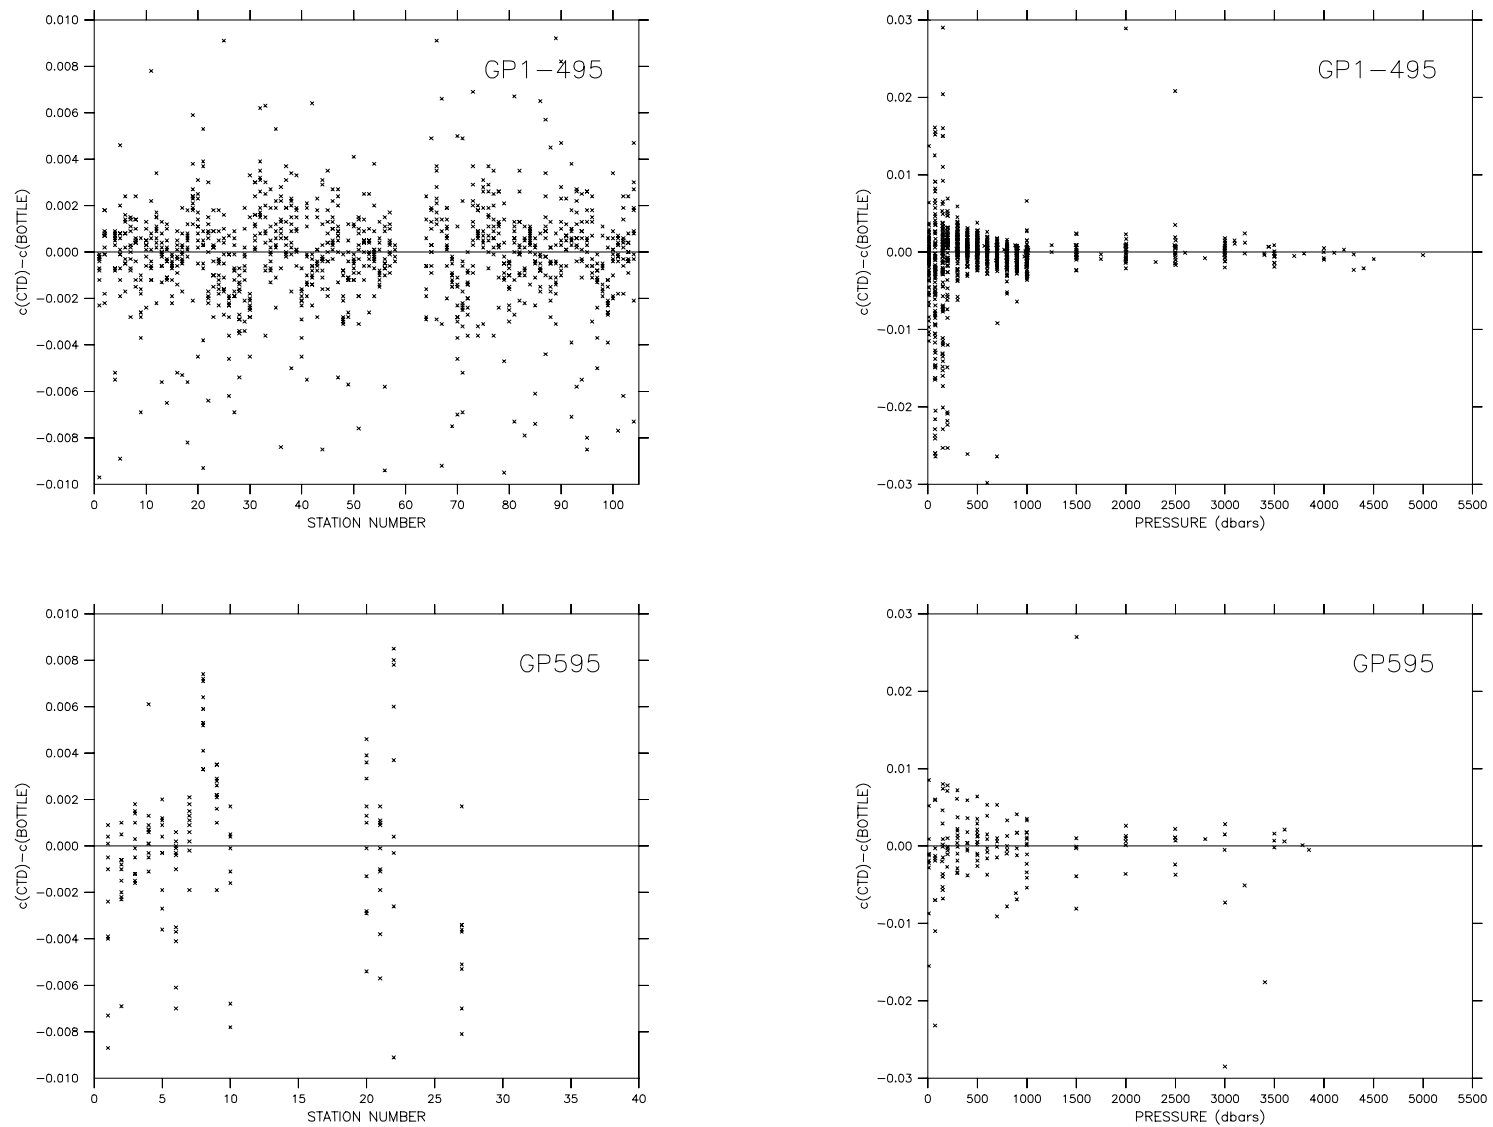 GP1-495
c(CTD)-c(BOTTLE)
0.010
0.008
0.006
0.004
0.002
0.000
-0.002
-0.004
-0.006
-0.008
-0.010
0 10 20 30 40 50 60 70 80 90 100
STATION NUMBER
GP1-495
c(CTD)-c(BOTTLE)
0.03
0.02
0.01
0.00
-0.01
-0.02
-0.03
0 500 1000 1500 2000 2500 3000 3500 4000 4500 5000 5500
PRESSURE (dbars)
GP595
c(CTD)-c(BOTTLE)
0.010
0.008
0.006
0.004
0.002
0.000
-0.002
-0.004
-0.006
-0.008
-0.010
0 5 10 15 20 25 30 35 40
STATION NUMBER
GP595
c(CTD)-c(BOTTLE)
0.03
0.02
0.01
0.00
-0.01
-0.02
-0.03
0 500 1000 1500 2000 2500 3000 3500 4000 4500 5000 5500
PRESSURE (dbars)